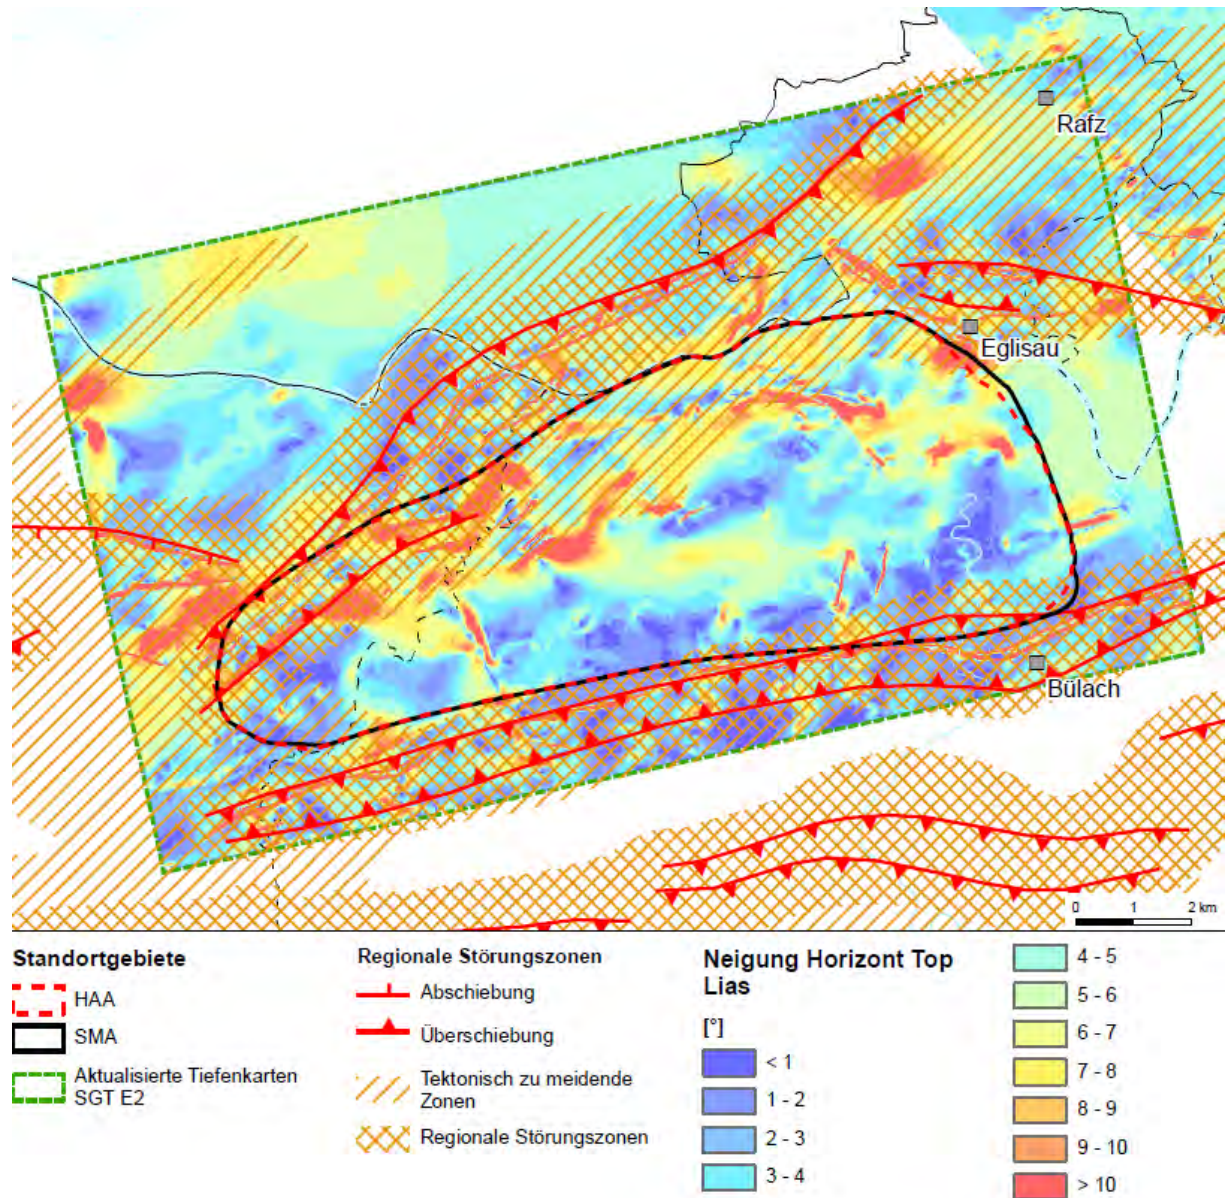 Rafz
Eglisau
Bülach
0 1 2 km
Standortgebiete
HAA
SMA
Aktualisierte Tiefenkarten
SGT E2
Regionale Störungszonen
Abschiebung
Überschiebung
Tektonisch zu meidende
Zonen
Regionale Störungszonen
Neigung Horizont Top
Lias
[°]
< 1
1 - 2
2 - 3
3 - 4
4 - 5
5 - 6
6 - 7
7 - 8
8 - 9
9 - 10
> 10